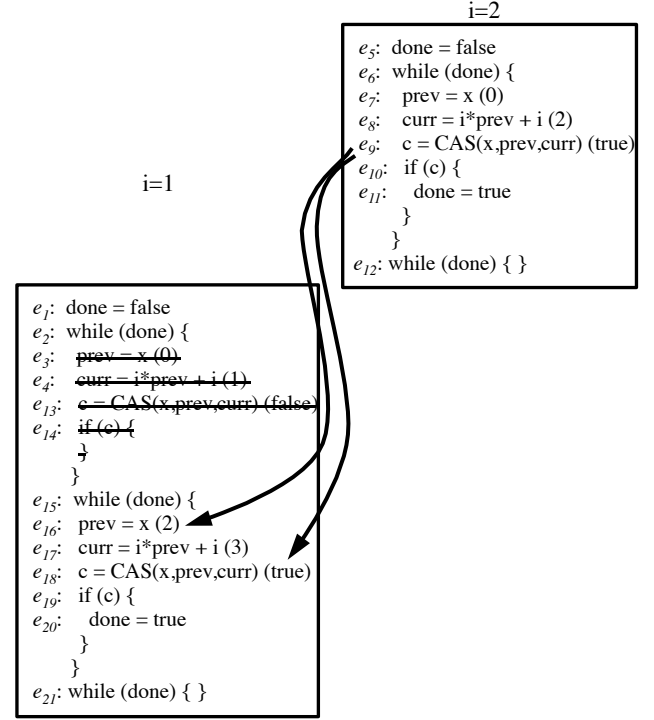 i=2
e5: done = false
e6: while (done) {
e7: prev = x (0)
e8: curr = i*prev + i (2)
e9: c = CAS(x,prev,curr) (true)
e10: if (c) {
e11: done = true
}
}
e12: while (done) { }
i=1
e1: done = false
e2: while (done) {
e3: prev = x (0)
e4: curr = i*prev + i (1)
e13: c = CAS(x,prev,curr) (false)
e14: if (c) {
}
}
e15: while (done) {
e16: prev = x (2)
e17: curr = i*prev + i (3)
e18: c = CAS(x,prev,curr) (true)
e19: if (c) {
e20: done = true
}
}
e21: while (done) { }